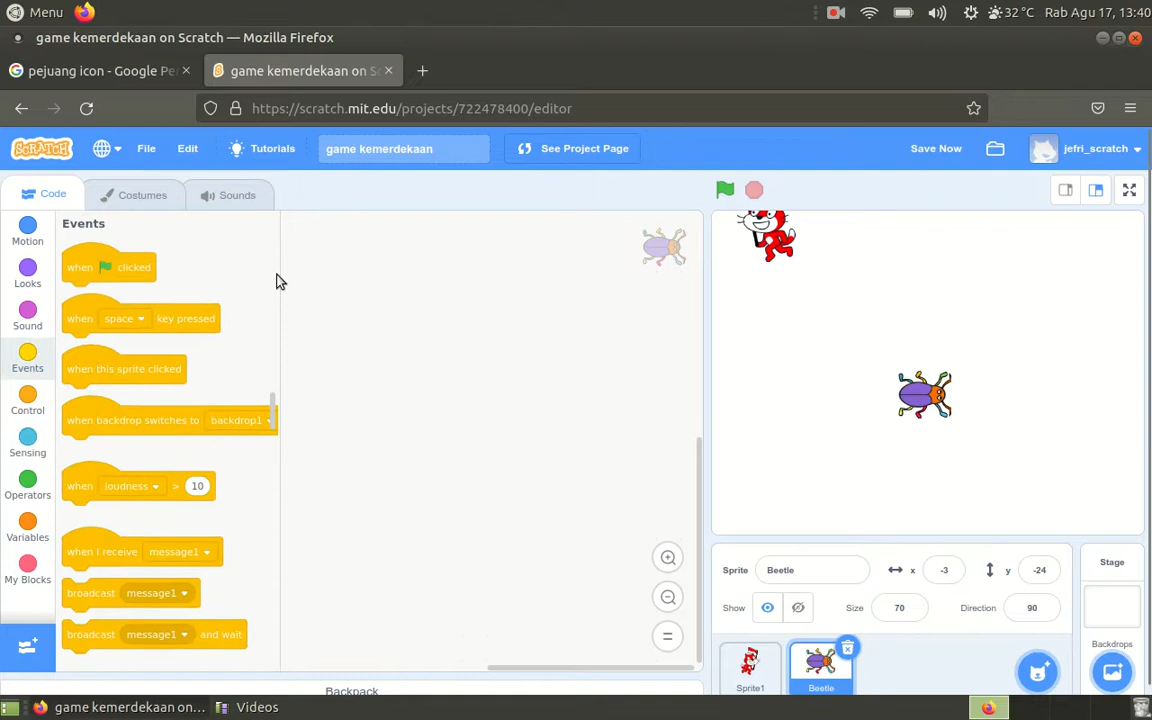 Menu
32 °C
Rab Agu 17, 13:40
game kemerdekaan on Scratch — Mozilla Firefox
pejuang icon - Google Pe
game kemerdekaan on Sc
https://scratch.mit.edu/projects/722478400/editor
SCRATCH
File
Edit
Tutorials
game kemerdekaan
See Project Page
Save Now
jefri_scratch
Code
Costumes
Sounds
Motion
Looks
Sound
Events
Control
Sensing
Operators
Variables
My Blocks
Events
when clicked
when space key pressed
when this sprite clicked
when backdrop switches to backdrop1
when loudness > 10
when I receive message1
broadcast message1
broadcast message1 and wait
Backpack
Sprite Beetle x -3 y -24
Show Size 70 Direction 90
Sprite1
Beetle
Stage
Backdrops
game kemerdekaan on...
Videos